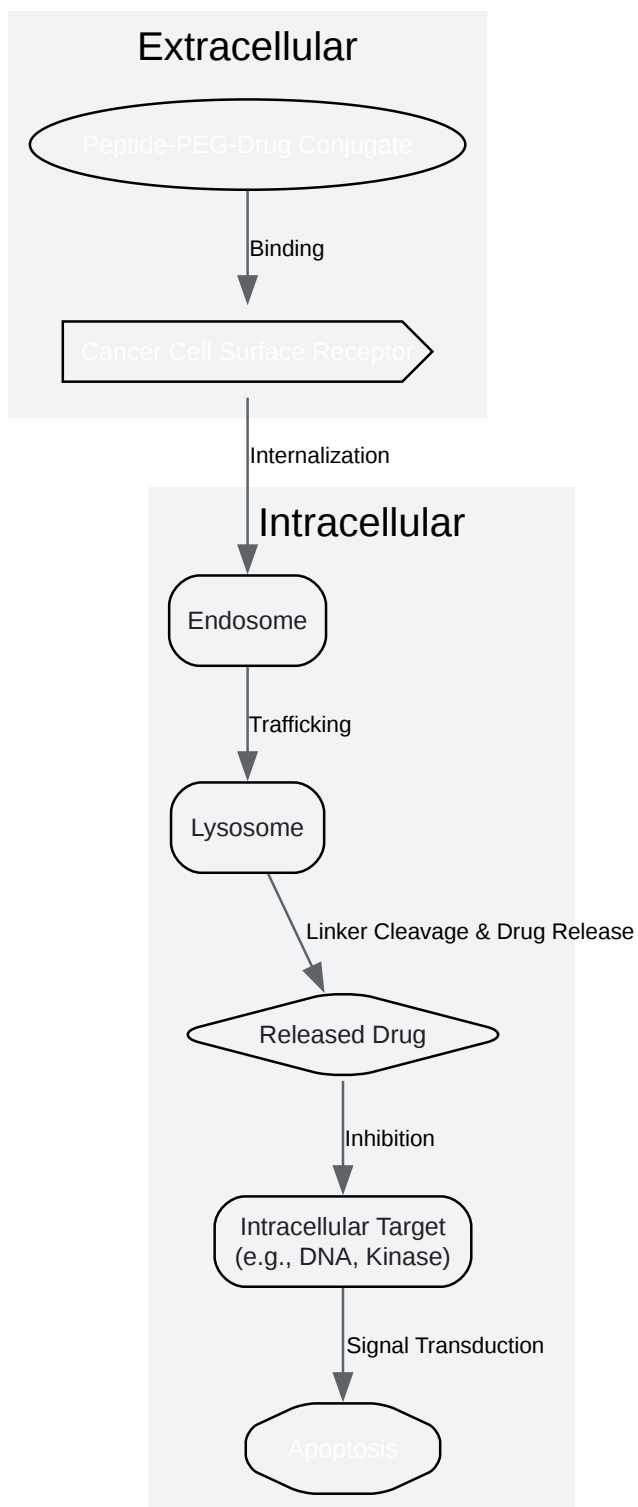 Extracellular
Peptide-PEG-Drug Conjugate
Binding
Cancer Cell Surface Receptor
Internalization
Intracellular
Endosome
Trafficking
Lysosome
Linker Cleavage & Drug Release
Released Drug
Inhibition
Intracellular Target
(e.g., DNA, Kinase)
Signal Transduction
Apoptosis